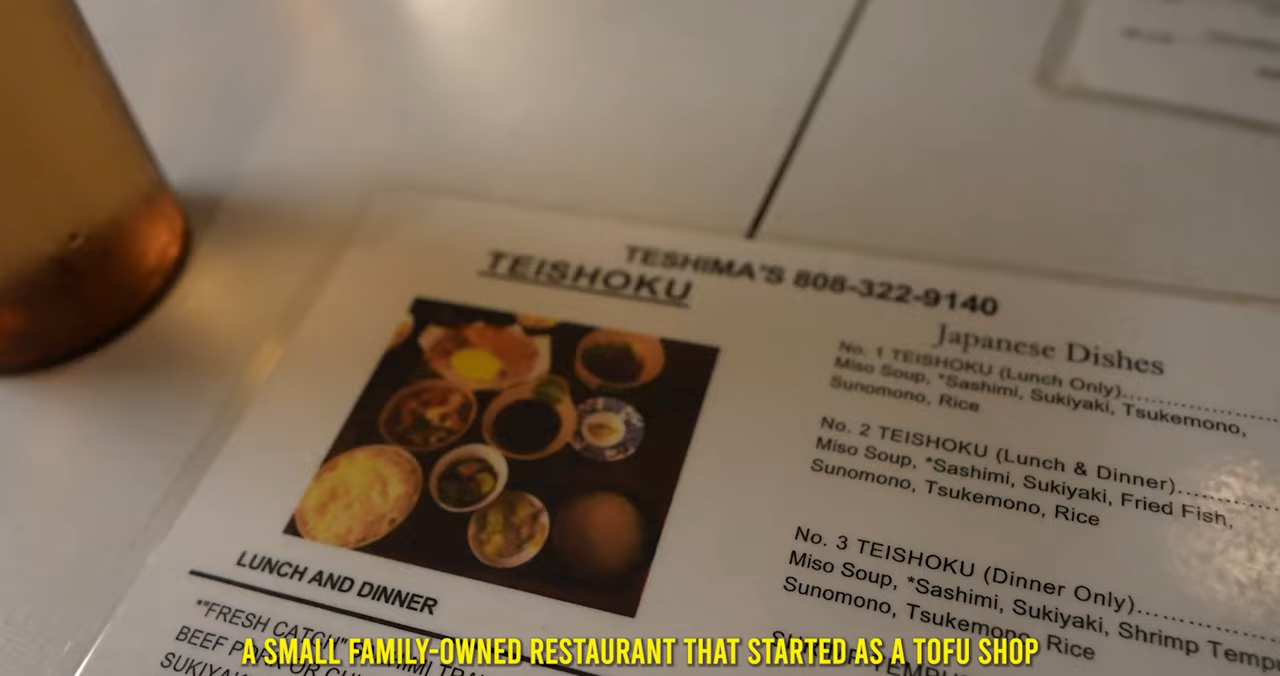 TESHIMA'S 808-322-9140
TEISHOKU
Japanese Dishes
No. 1 TEISHOKU (Lunch Only)
Miso Soup, *Sashimi, Sukiyaki, Tsukemono,
Sunomono, Rice
No. 2 TEISHOKU (Lunch & Dinner)
Miso Soup, *Sashimi, Sukiyaki, Fried Fish,
Sunomono, Tsukemono, Rice
No. 3 TEISHOKU (Dinner Only)
Miso Soup, *Sashimi, Sukiyaki, Shrimp
Sunomono, Tsukemono, Rice
LUNCH AND DINNER
*"FRESH CATCH"
BEEF
A SMALL FAMILY-OWNED RESTAURANT THAT STARTED AS A TOFU SHOP